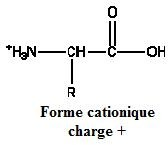 O
⁺H₃N—CH—C—OH
R
Forme cationique
charge +